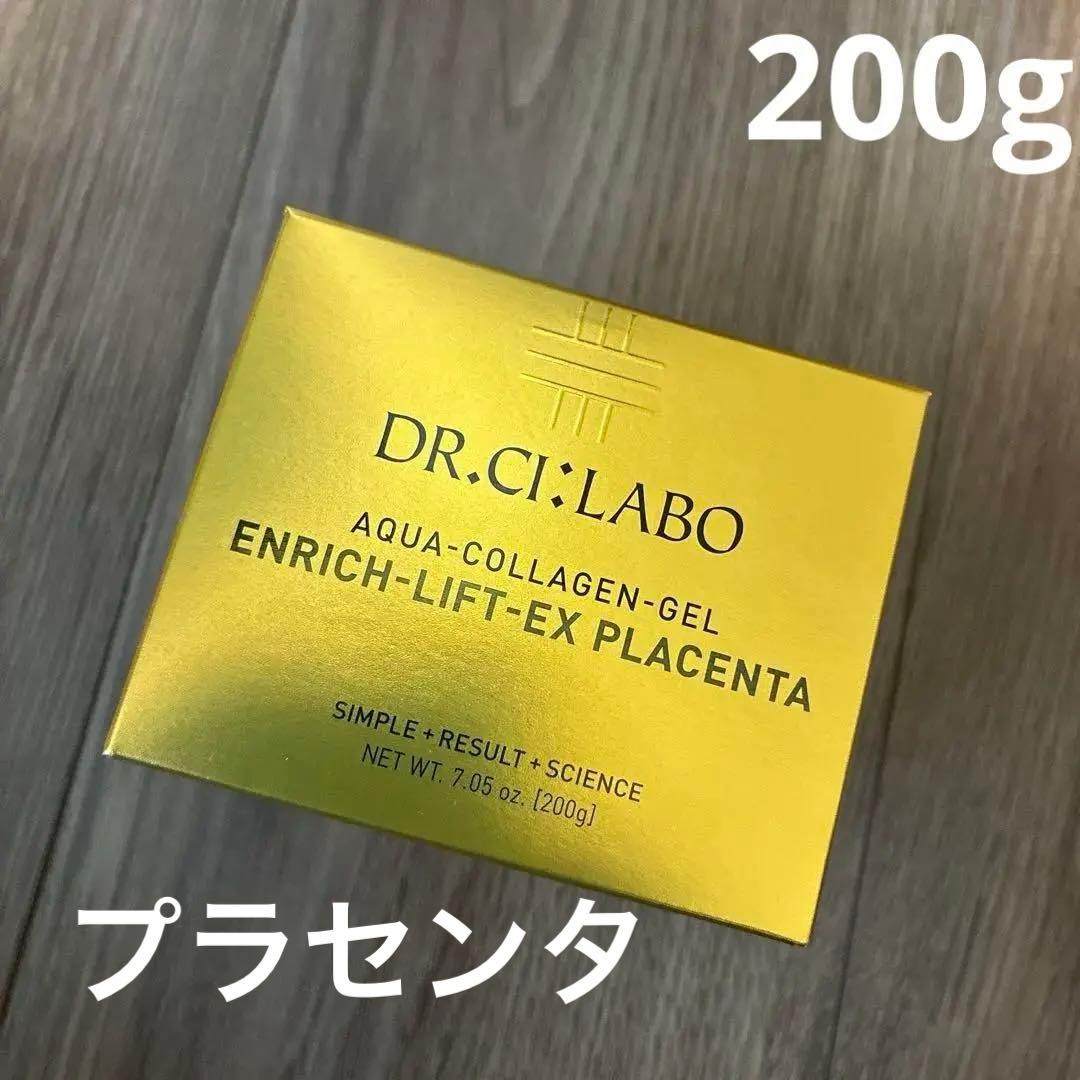 200g
DR.CI:LABO
AQUA-COLLAGEN-GEL
ENRICH-LIFT-EX PLACENTA
SIMPLE+RESULT+SCIENCE
NET WT. 7.05 oz. [200g]
プラセンタ